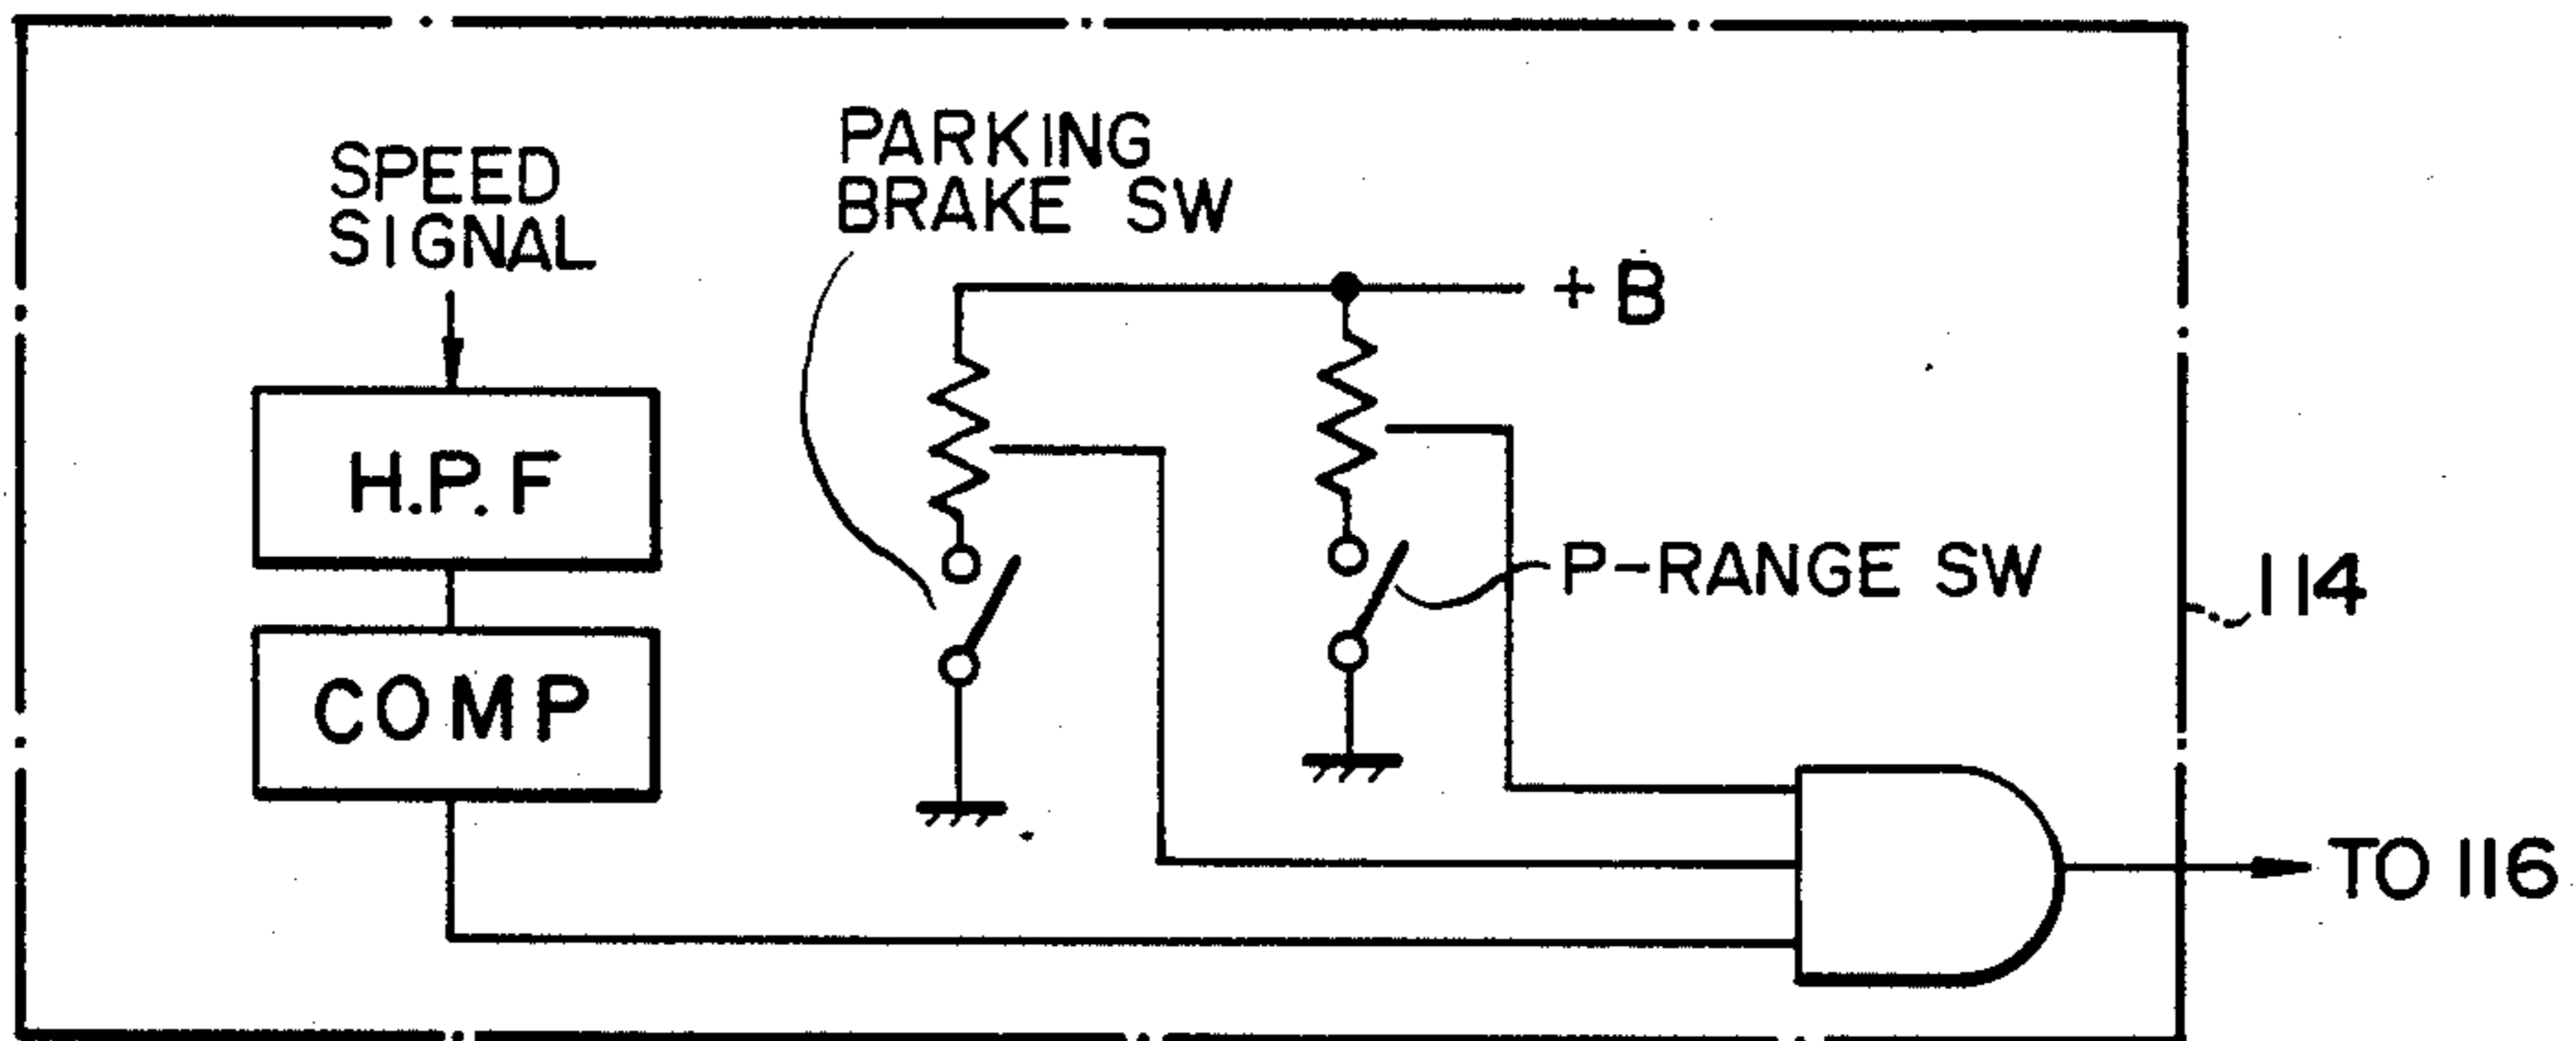 SPEED
SIGNAL
PARKING
BRAKE SW
+B
H.P.F
P-RANGE SW
114
COMP
TO 116